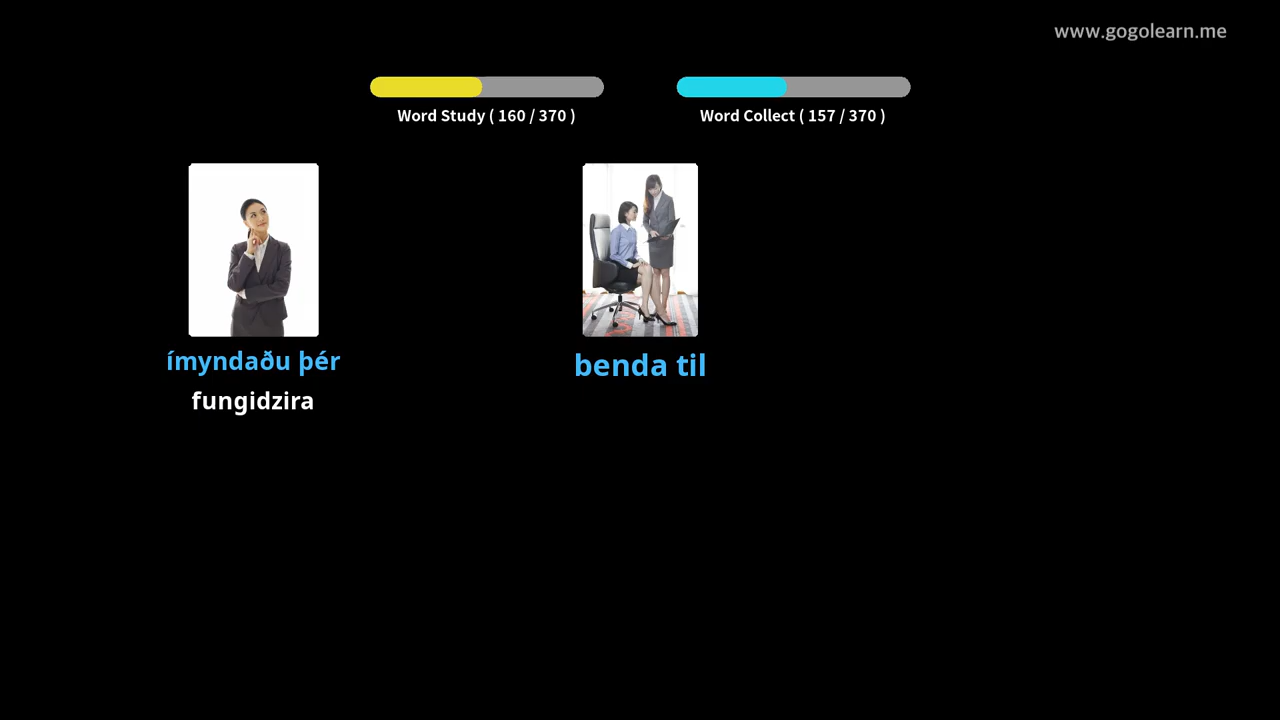 www.gogolearn.me
Word Study ( 160 / 370 )
Word Collect ( 157 / 370 )
ímyndaðu þér
fungidzira
benda til